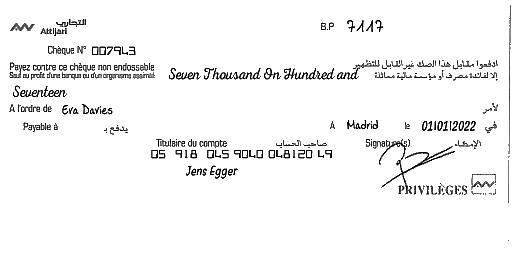 التجاري
Attijari
B.P 7117
Chèque N° 007943
Payez contre ce chèque non endossable
Sauf au profit d'une banque ou d'un organisme assimilé
Seven Thousand On Hundred and
ادفعوا مقابل هذا الصك غير القابل للتظهير
إلا لفائدة مصرف أو مؤسسة مالية مماثلة
Seventeen
A l'ordre de Eva Davies لأمر
Payable à يدفع بـ
A Madrid le 01/01/2022 في
Titulaire du compte صاحب الحساب
Signature(s) الإمضاء
05 918 045 9040 048120 49
Jens Egger
PRIVILÈGES